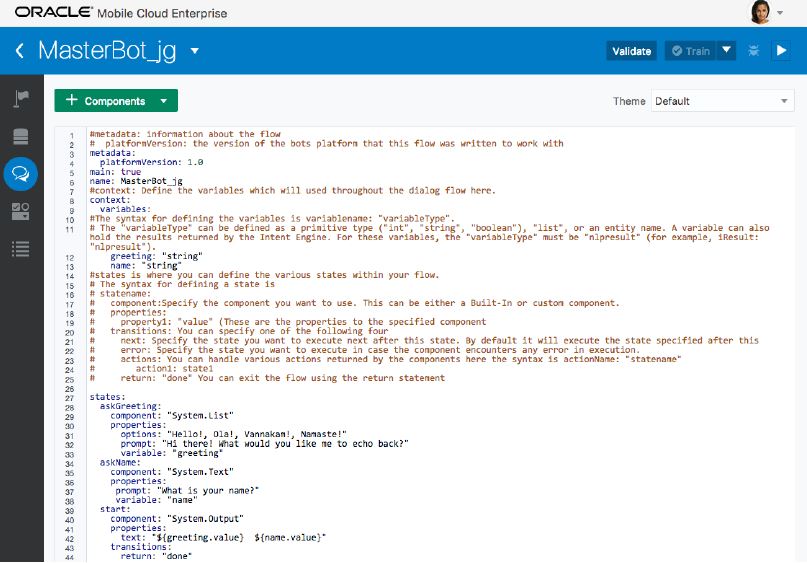 ORACLE® Mobile Cloud Enterprise
MasterBot_jg
Validate
Train
+ Components
Theme Default
1 #metadata: information about the flow
2 # platformVersion: the version of the bots platform that this flow was written to work with
3 metadata:
4 platformVersion: 1.0
5 main: true
6 name: MasterBot_jg
7 #context: Define the variables which will used throughout the dialog flow here.
8 context:
9 variables:
10 #The syntax for defining the variables is variablename: "variableType".
11 # The "variableType" can be defined as a primitive type ("int", "string", "boolean"), "list", or an entity name. A variable can also
hold the results returned by the Intent Engine. For these variables, the "variableType" must be "nlpresult" (for example, iResult:
"nlpresult").
12 greeting: "string"
13 name: "string"
14 #states is where you can define the various states within your flow.
15 # The syntax for defining a state is
16 # statename:
17 # component:Specify the component you want to use. This can be either a Built-In or custom component.
18 # properties:
19 # property1: "value" (These are the properties to the specified component
20 # transitions: You can specify one of the following four
21 # next: Specify the state you want to execute next after this state. By default it will execute the state specified after this
22 # error: Specify the state you want to execute in case the component encounters any error in execution.
23 # actions: You can handle various actions returned by the components here the syntax is actionName: "statename"
24 # action1: state1
25 # return: "done" You can exit the flow using the return statement
26
27 states:
28 askGreeting:
29 component: "System.List"
30 properties:
31 options: "Hello!, Ola!, Vannakam!, Namaste!"
32 prompt: "Hi there! What would you like me to echo back?"
33 variable: "greeting"
34 askName:
35 component: "System.Text"
36 properties:
37 prompt: "What is your name?"
38 variable: "name"
39 start:
40 component: "System.Output"
41 properties:
42 text: "${greeting.value} ${name.value}"
43 transitions:
44 return: "done"